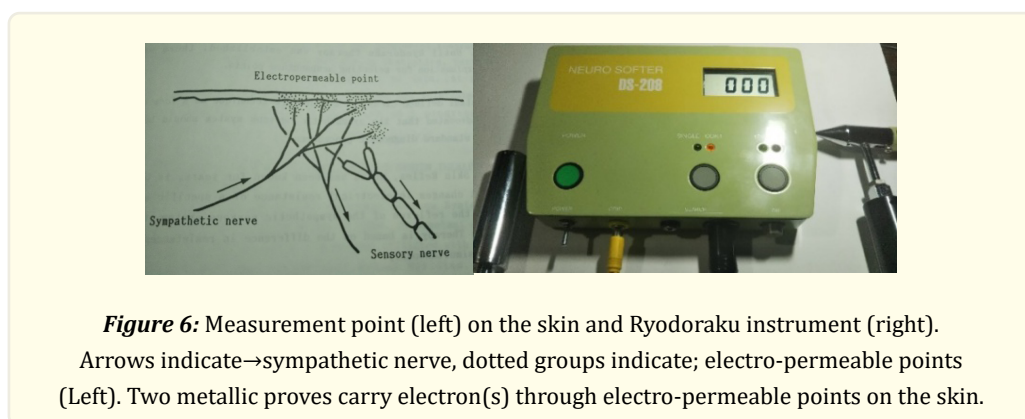 Electropermeable point
Sympathetic nerve
Sensory nerve
NEURO SOFTER
DS-208
000
POWER
Figure 6: Measurement point (left) on the skin and Ryodoraku instrument (right).
Arrows indicate→sympathetic nerve, dotted groups indicate; electro-permeable points
(Left). Two metallic proves carry electron(s) through electro-permeable points on the skin.